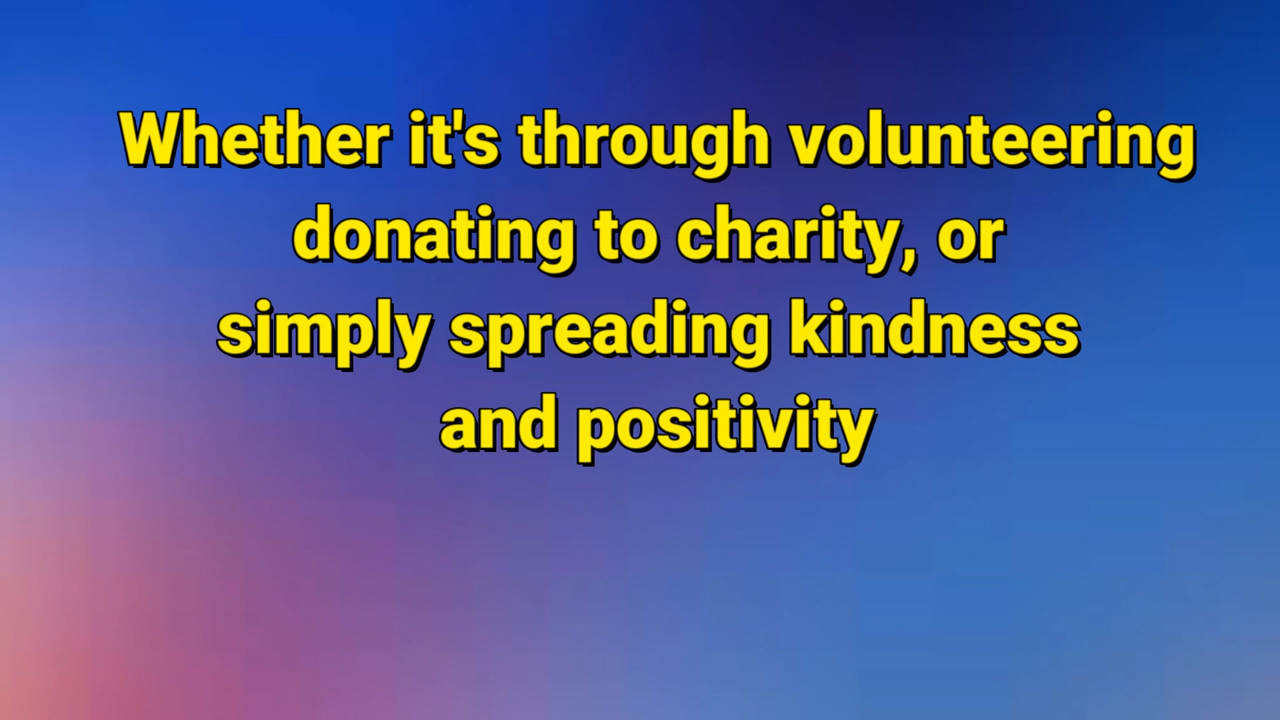 Whether it's through volunteering
donating to charity, or
simply spreading kindness
and positivity